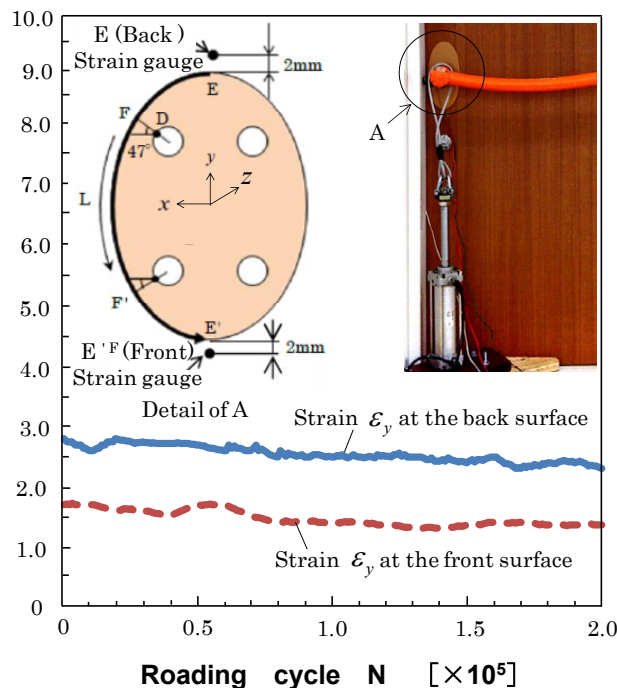 10.0
9.0
8.0
7.0
6.0
5.0
4.0
3.0
2.0
1.0
0
E (Back)
Strain gauge
2mm
E
F
D
47°
y
z
x
L
F'
E'
E'F (Front)
Strain gauge
2mm
A
Detail of A
Strain εy at the back surface
Strain εy at the front surface
0
0.5
1.0
1.5
2.0
Roading cycle N [×10⁵]